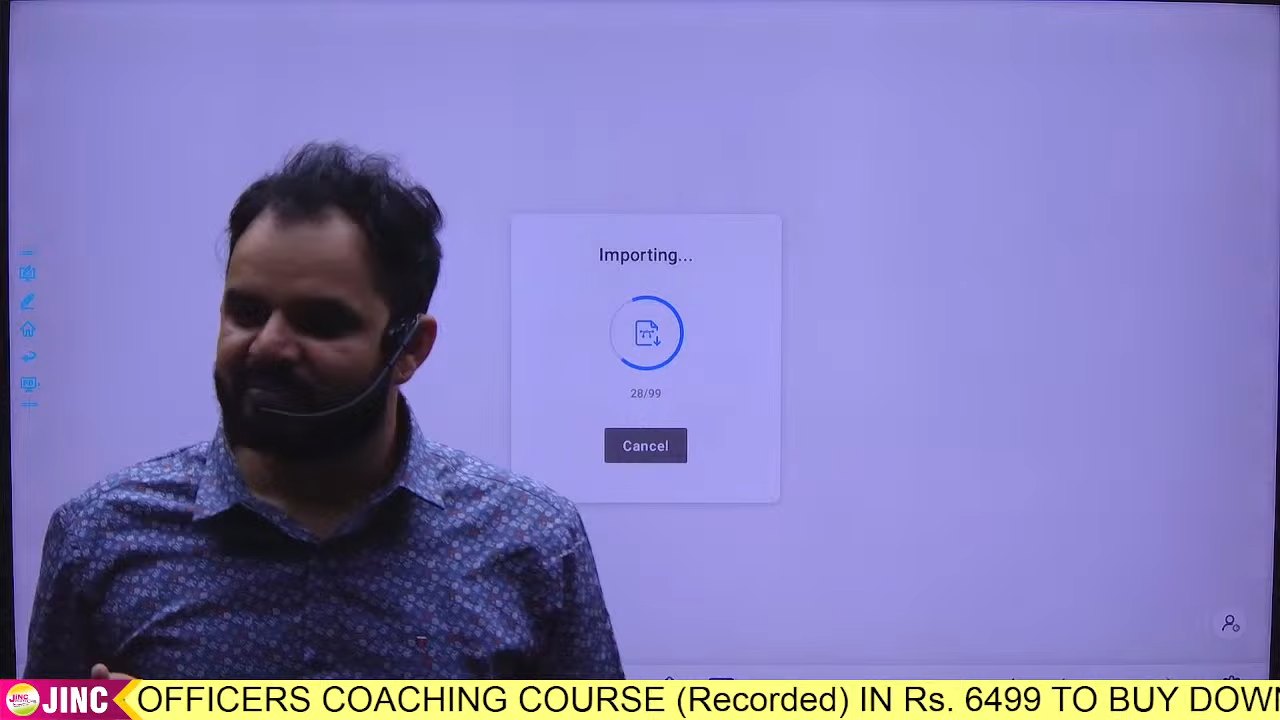 Importing...
28/99
Cancel
JINC OFFICERS COACHING COURSE (Recorded) IN Rs. 6499 TO BUY DOWN